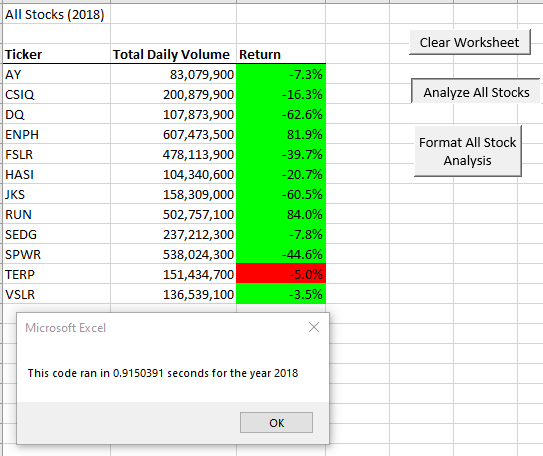 All Stocks (2018)
Ticker Total Daily Volume Return
AY 83,079,900 -7.3%
CSIQ 200,879,900 -16.3%
DQ 107,873,900 -62.6%
ENPH 607,473,500 81.9%
FSLR 478,113,900 -39.7%
HASI 104,340,600 -20.7%
JKS 158,309,000 -60.5%
RUN 502,757,100 84.0%
SEDG 237,212,300 -7.8%
SPWR 538,024,300 -44.6%
TERP 151,434,700 -5.0%
VSLR 136,539,100 -3.5%
Clear Worksheet
Analyze All Stocks
Format All Stock
Analysis
Microsoft Excel
This code ran in 0.9150391 seconds for the year 2018
OK